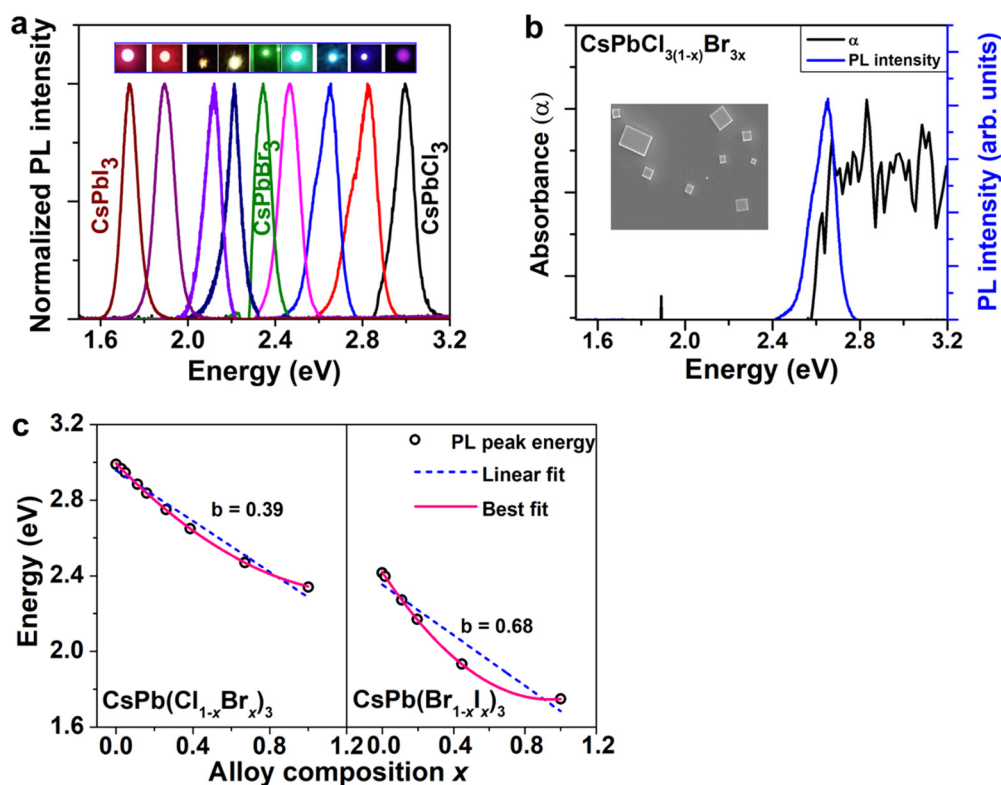 a
Normalized PL intensity
CsPbI3
CsPbBr3
CsPbCl3
1.6 2.0 2.4 2.8 3.2
Energy (eV)
b
CsPbCl3(1-x)Br3x
α
PL intensity
Absorbance (α)
PL intensity (arb. units)
1.6 2.0 2.4 2.8 3.2
Energy (eV)
c
3.2
2.8
2.4
2.0
1.6
Energy (eV)
b = 0.39
CsPb(Cl1-xBrx)3
PL peak energy
Linear fit
Best fit
b = 0.68
CsPb(Br1-xIx)3
0.0 0.4 0.8 1.2 0.0 0.4 0.8 1.2
Alloy composition x